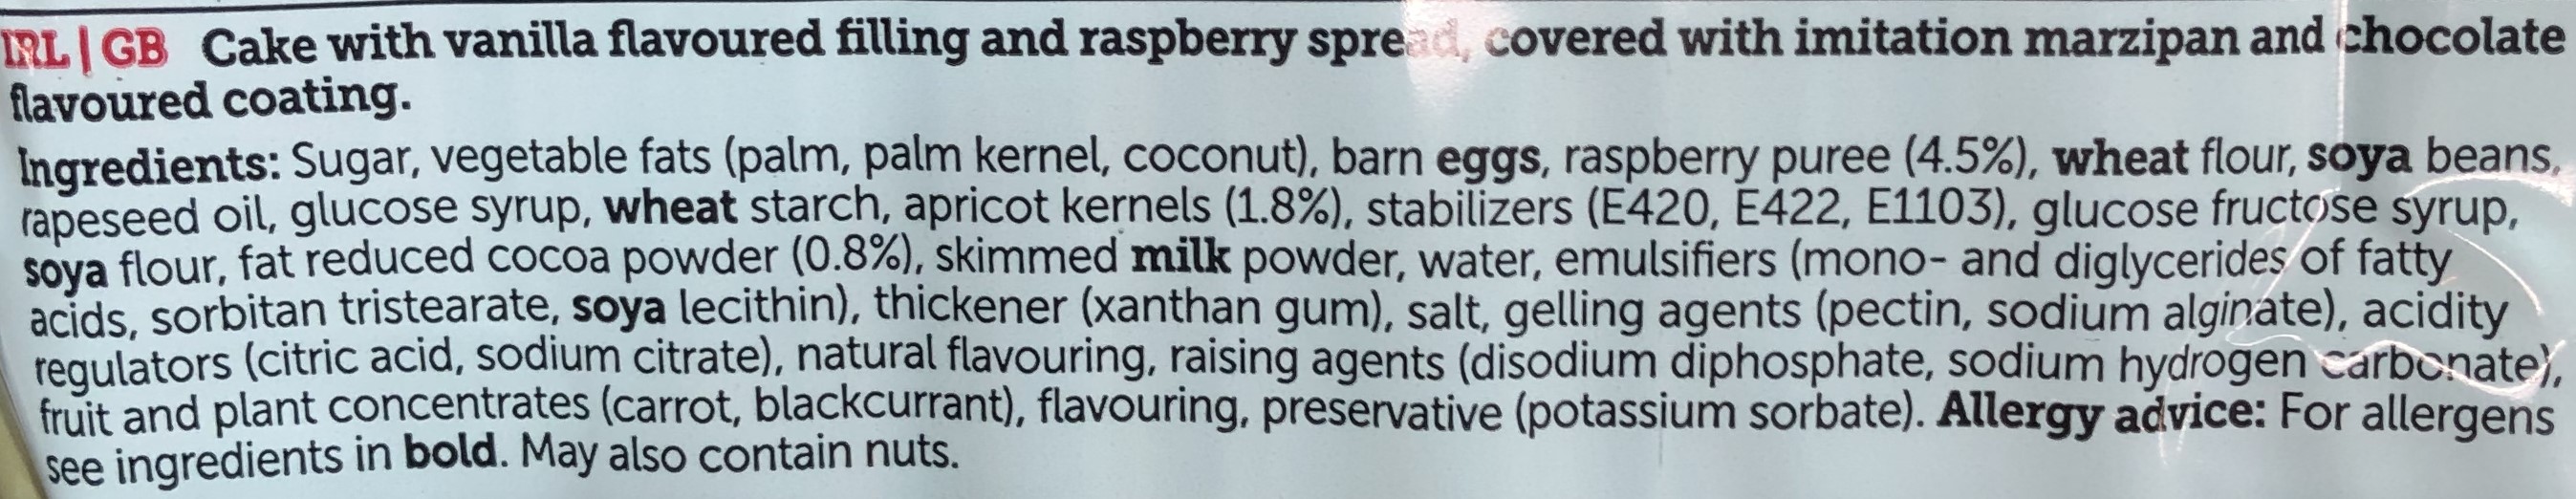 IRL | GB Cake with vanilla flavoured filling and raspberry spread, covered with imitation marzipan and chocolate
flavoured coating.
Ingredients: Sugar, vegetable fats (palm, palm kernel, coconut), barn eggs, raspberry puree (4.5%), wheat flour, soya beans,
rapeseed oil, glucose syrup, wheat starch, apricot kernels (1.8%), stabilizers (E420, E422, E1103), glucose fructose syrup,
soya flour, fat reduced cocoa powder (0.8%), skimmed milk powder, water, emulsifiers (mono- and diglycerides of fatty
acids, sorbitan tristearate, soya lecithin), thickener (xanthan gum), salt, gelling agents (pectin, sodium alginate), acidity
regulators (citric acid, sodium citrate), natural flavouring, raising agents (disodium diphosphate, sodium hydrogen carbonate),
fruit and plant concentrates (carrot, blackcurrant), flavouring, preservative (potassium sorbate). Allergy advice: For allergens
see ingredients in bold. May also contain nuts.